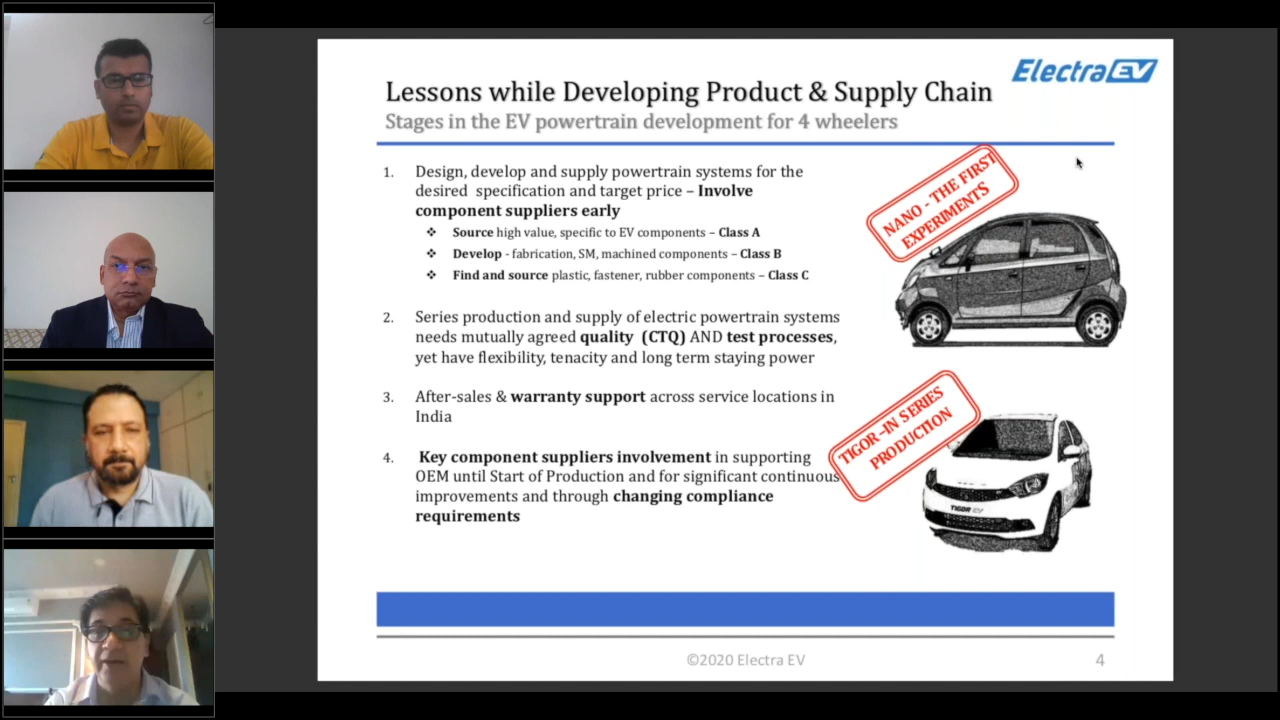 ElectraEV
Lessons while Developing Product & Supply Chain
Stages in the EV powertrain development for 4 wheelers
1. Design, develop and supply powertrain systems for the
desired specification and target price – Involve
component suppliers early
❖ Source high value, specific to EV components – Class A
❖ Develop - fabrication, SM, machined components – Class B
❖ Find and source plastic, fastener, rubber components – Class C
2. Series production and supply of electric powertrain systems
needs mutually agreed quality (CTQ) AND test processes,
yet have flexibility, tenacity and long term staying power
3. After-sales & warranty support across service locations in
India
4. Key component suppliers involvement in supporting
OEM until Start of Production and for significant continuous
improvements and through changing compliance
requirements
NANO - THE FIRST
EXPERIMENTS
TIGOR -IN SERIES
PRODUCTION
TIGOR EV
©2020 Electra EV
4